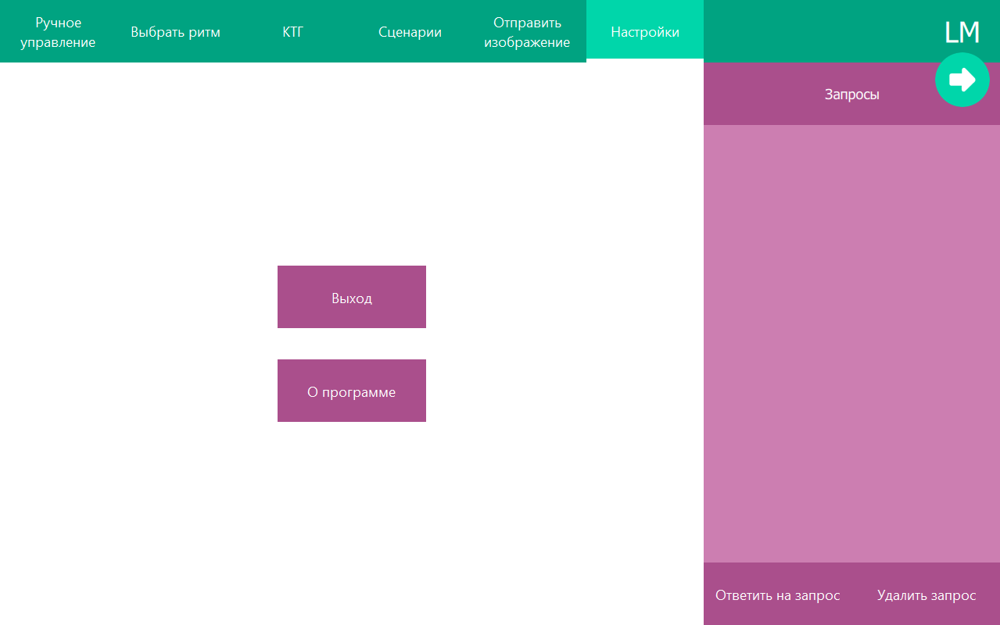 Ручное
управление
Выбрать ритм
КТГ
Сценарии
Отправить
изображение
Настройки
LM
Запросы
Выход
О программе
Ответить на запрос
Удалить запрос